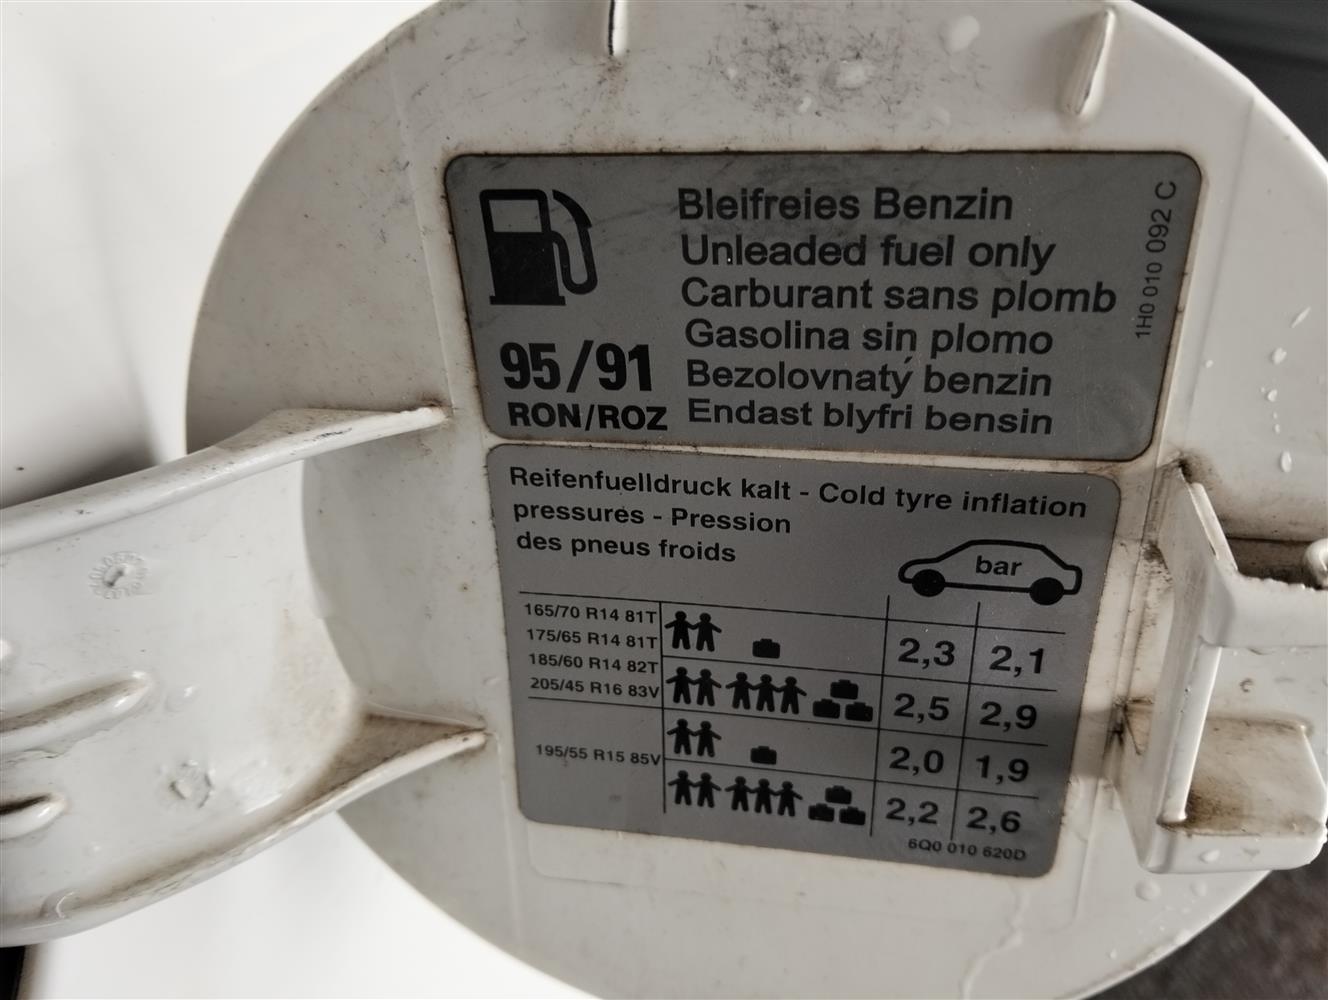 Bleifreies Benzin
Unleaded fuel only
Carburant sans plomb
Gasolina sin plomo
95/91 Bezolovnatý benzin
RON/ROZ Endast blyfri bensin
1H0 010 092 C
Reifenfuelldruck kalt - Cold tyre inflation
pressures - Pression
des pneus froids
bar
165/70 R14 81T
175/65 R14 81T 2,3 2,1
185/60 R14 82T
205/45 R16 83V 2,5 2,9
195/55 R15 85V 2,0 1,9
2,2 2,6
6Q0 010 620D